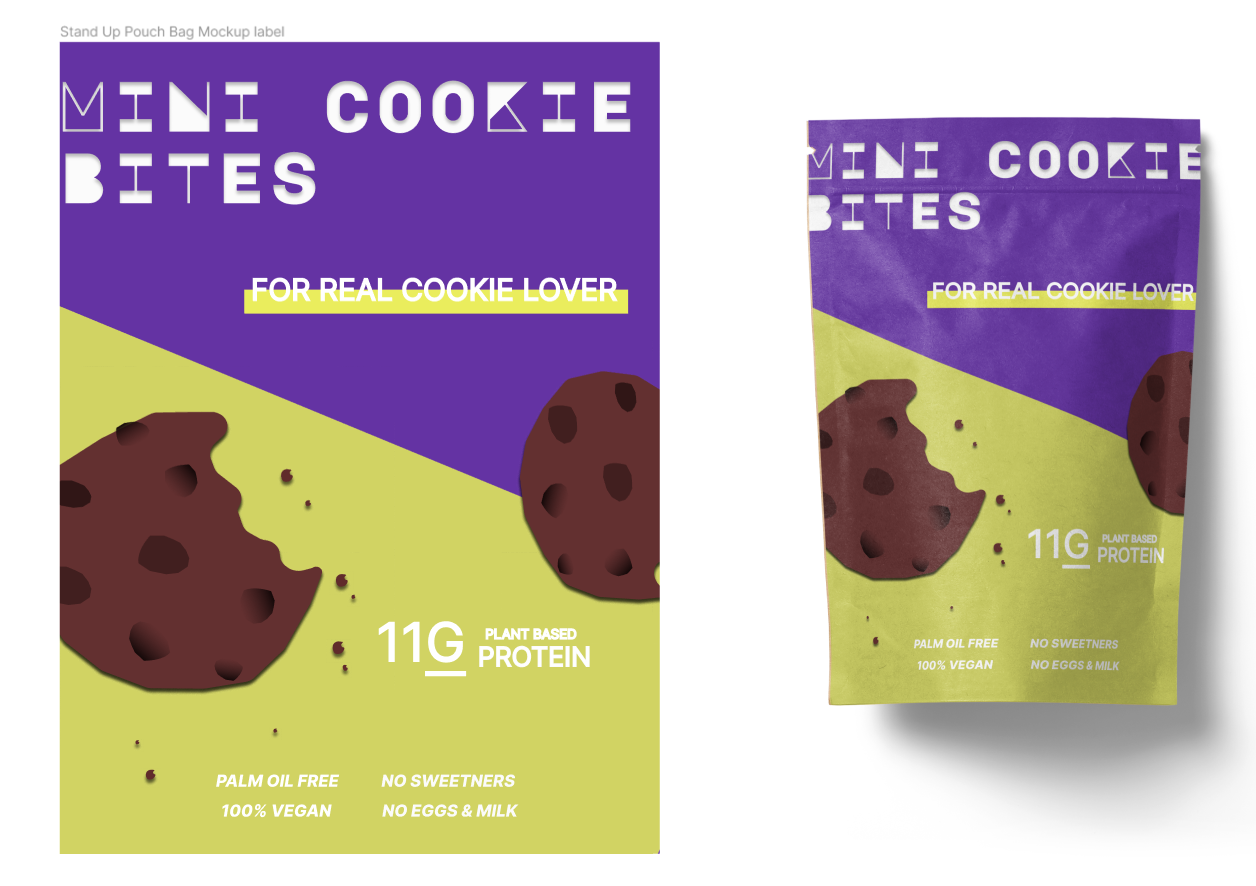 Stand Up Pouch Bag Mockup label
MINI COOKIE
BITES
FOR REAL COOKIE LOVER
11G PLANT BASED
PROTEIN
PALM OIL FREE NO SWEETNERS
100% VEGAN NO EGGS & MILK
MINI COOKIE
BITES
FOR REAL COOKIE LOVER
11G PLANT BASED
PROTEIN
PALM OIL FREE NO SWEETNERS
100% VEGAN NO EGGS & MILK